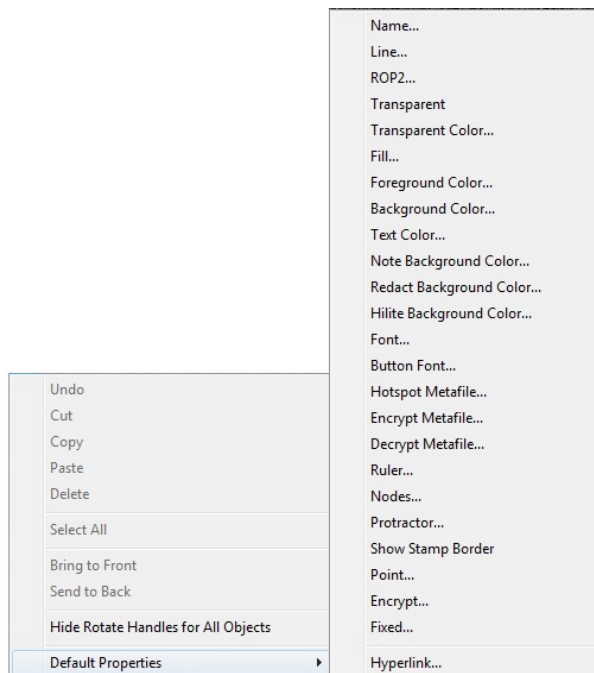 Undo
Cut
Copy
Paste
Delete
Select All
Bring to Front
Send to Back
Hide Rotate Handles for All Objects
Default Properties
Name...
Line...
ROP2...
Transparent
Transparent Color...
Fill...
Foreground Color...
Background Color...
Text Color...
Note Background Color...
Redact Background Color...
Hilite Background Color...
Font...
Button Font...
Hotspot Metafile...
Encrypt Metafile...
Decrypt Metafile...
Ruler...
Nodes...
Protractor...
Show Stamp Border
Point...
Encrypt...
Fixed...
Hyperlink...